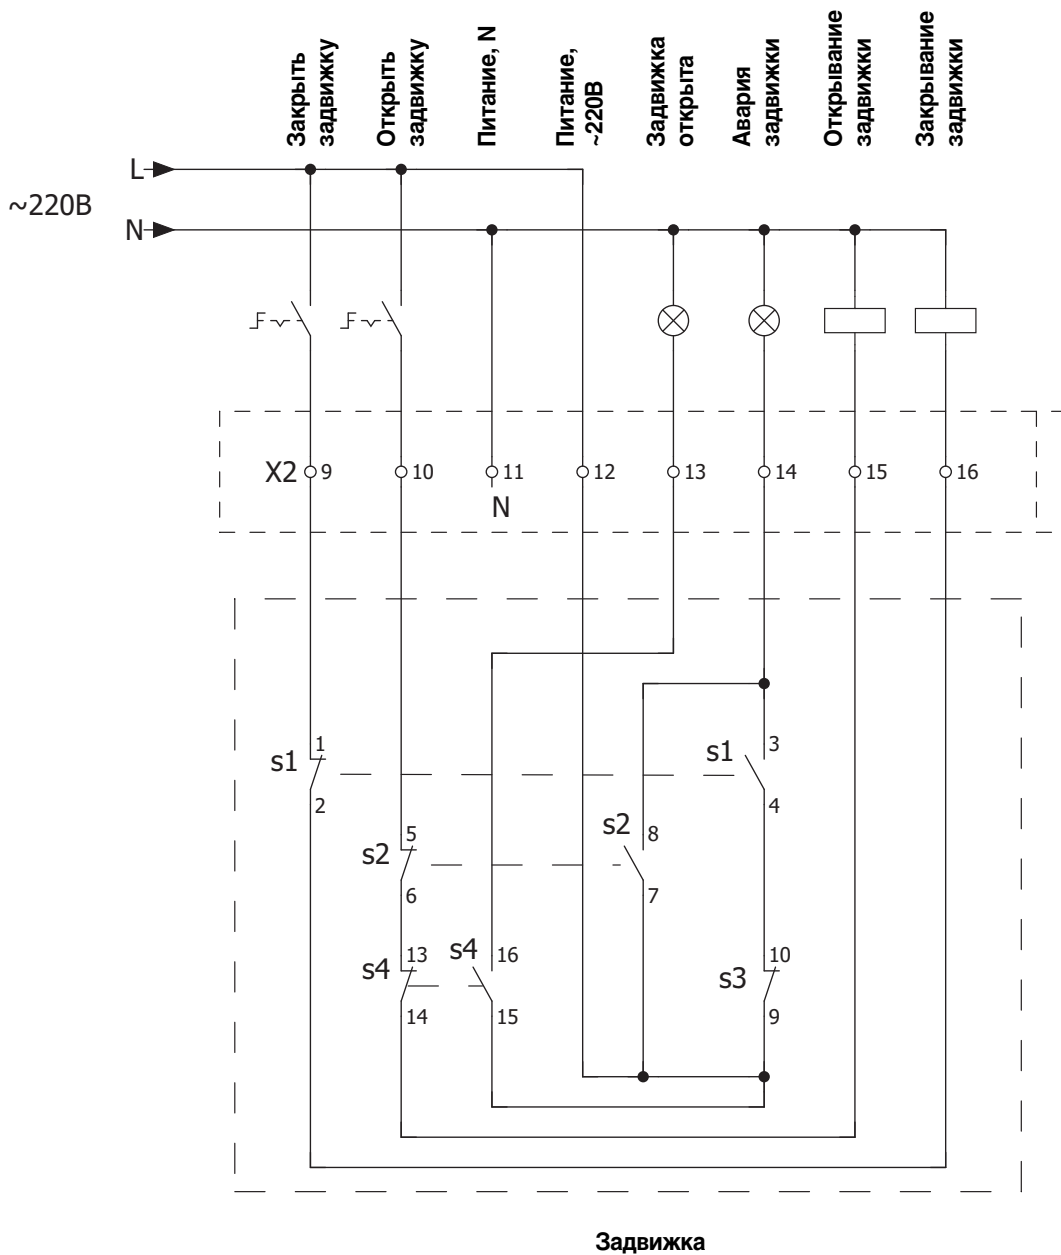 Закрыть
задвижку
Открыть
задвижку
Питание, N
Питание,
~220В
Задвижка
открыта
Авария
задвижки
Открывание
задвижки
Закрывание
задвижки
L
~220В
N
X2 9 10 11 12 13 14 15 16
N
1 3
s1 s1
2 4
5 s2 8
s2
6 7
13 s4 16 10
s4 s3
14 15 9
Задвижка